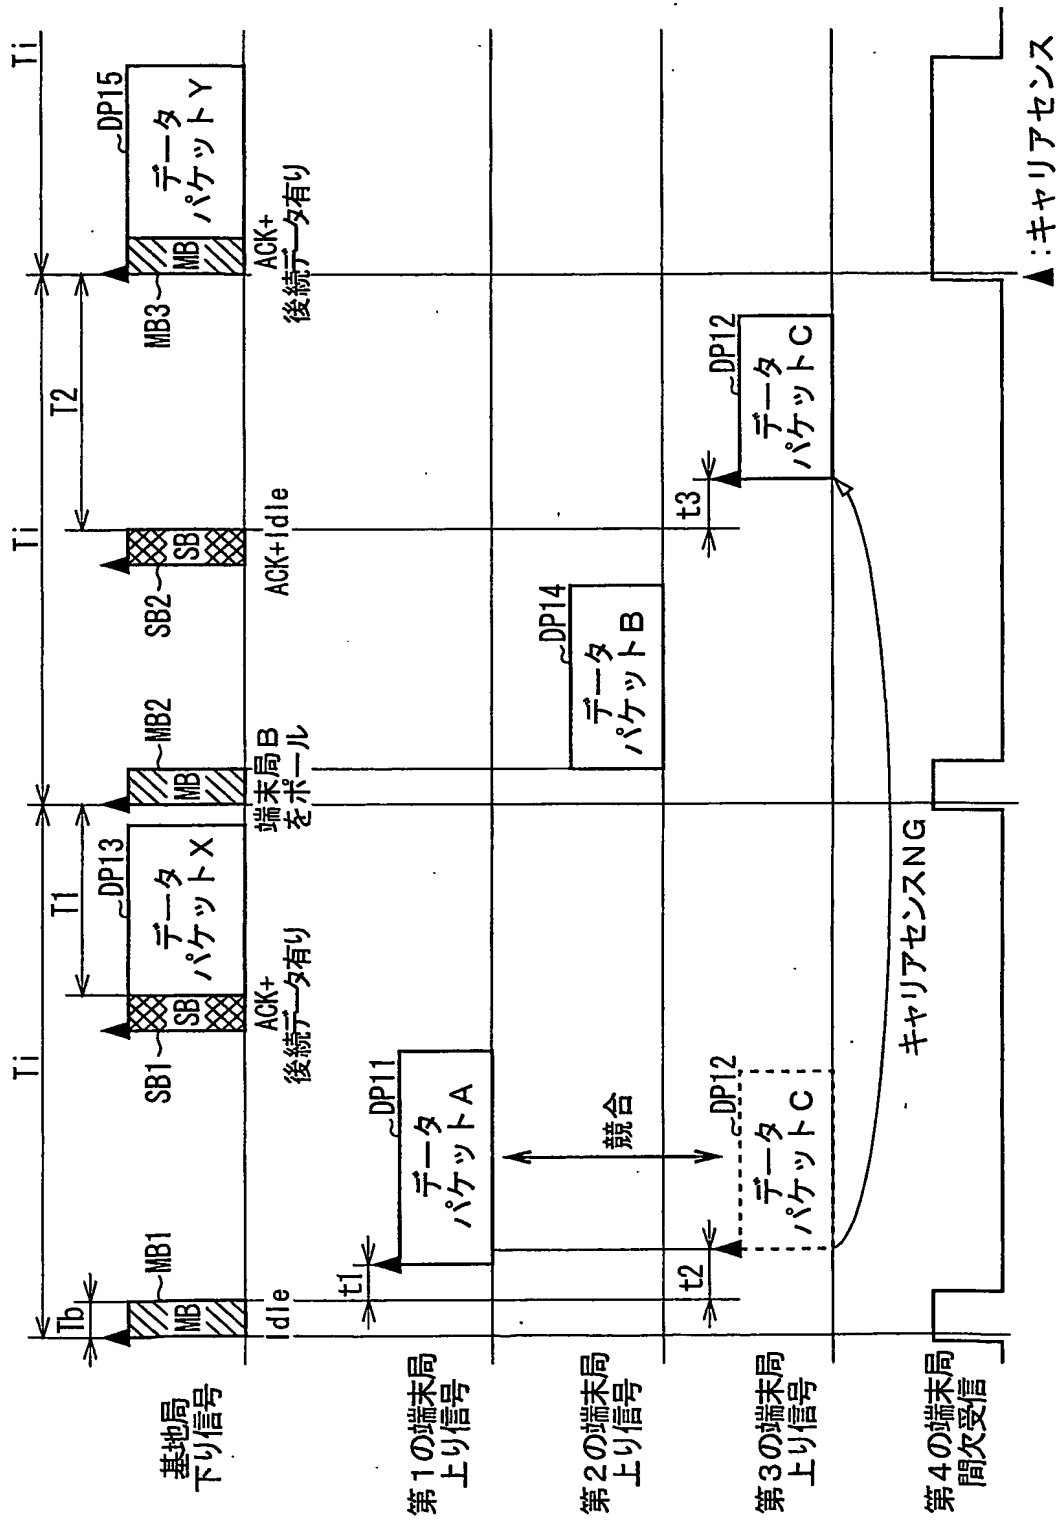 Ti
Ti
Ti
Tb
T1
T2
MB1
SB1
DP13
MB2
SB2
MB3
DP15
基地局
下り信号
MB
SB
データ
パケットX
MB
SB
MB
データ
パケットY
Idle
ACK+
後続データ有り
端末局B
をポール
ACK+Idle
ACK+
後続データ有り
第1の端末局
上り信号
t1
DP11
データ
パケットA
競合
第2の端末局
上り信号
DP14
データ
パケットB
第3の端末局
上り信号
t2
DP12
データ
パケットC
t3
DP12
データ
パケットC
キャリアセンスNG
第4の端末局
間欠受信
▲:キャリアセンス